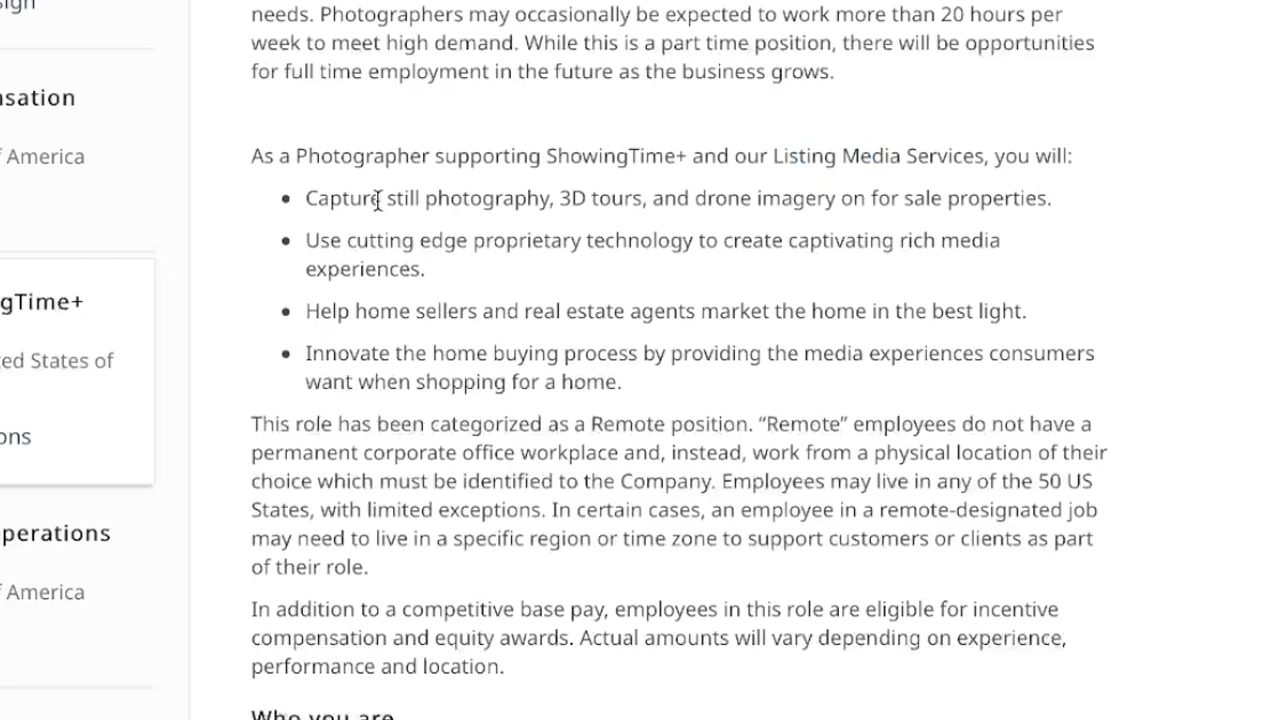 sign
nsation
f America
gTime+
ed States of
ons
perations
f America
needs. Photographers may occasionally be expected to work more than 20 hours per
week to meet high demand. While this is a part time position, there will be opportunities
for full time employment in the future as the business grows.
As a Photographer supporting ShowingTime+ and our Listing Media Services, you will:
• Capture still photography, 3D tours, and drone imagery on for sale properties.
• Use cutting edge proprietary technology to create captivating rich media
experiences.
• Help home sellers and real estate agents market the home in the best light.
• Innovate the home buying process by providing the media experiences consumers
want when shopping for a home.
This role has been categorized as a Remote position. “Remote” employees do not have a
permanent corporate office workplace and, instead, work from a physical location of their
choice which must be identified to the Company. Employees may live in any of the 50 US
States, with limited exceptions. In certain cases, an employee in a remote-designated job
may need to live in a specific region or time zone to support customers or clients as part
of their role.
In addition to a competitive base pay, employees in this role are eligible for incentive
compensation and equity awards. Actual amounts will vary depending on experience,
performance and location.
Who you are